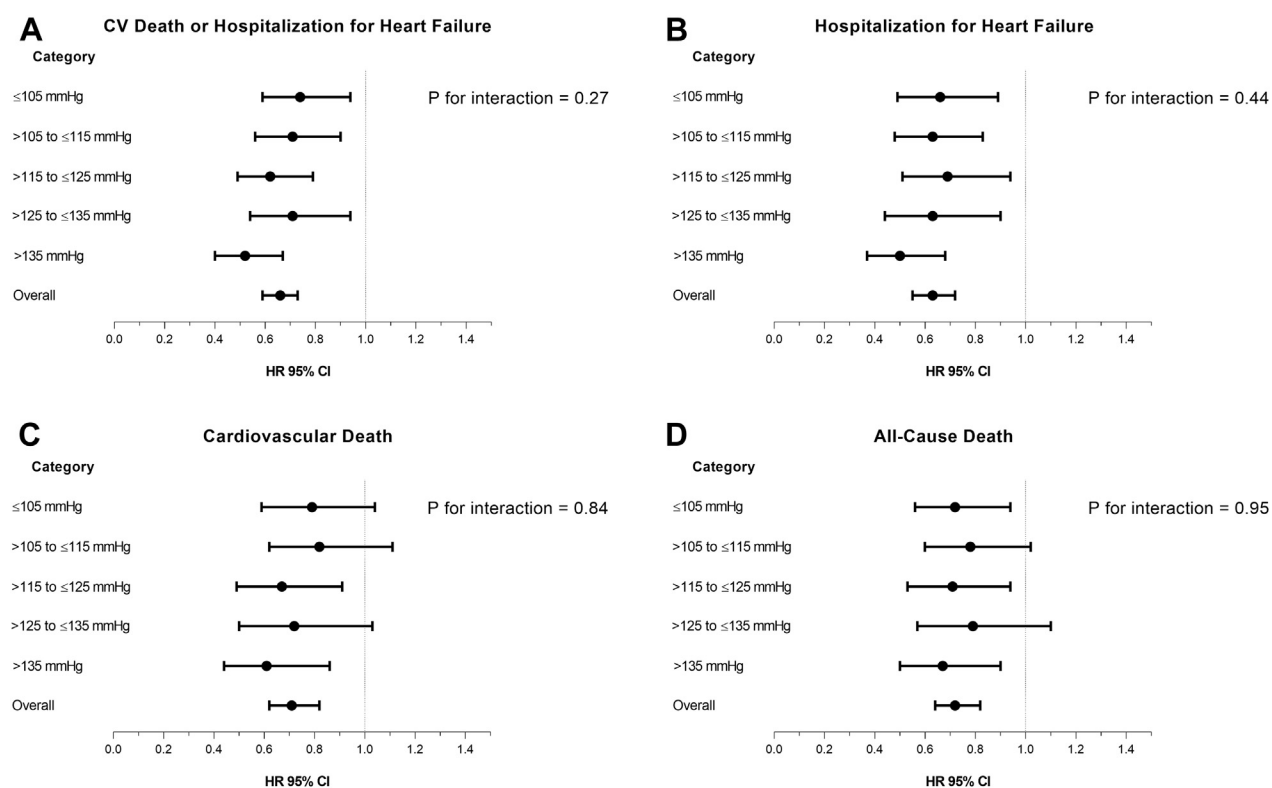 A
CV Death or Hospitalization for Heart Failure
Category
≤105 mmHg
P for interaction = 0.27
>105 to ≤115 mmHg
>115 to ≤125 mmHg
>125 to ≤135 mmHg
>135 mmHg
Overall
0.0 0.2 0.4 0.6 0.8 1.0 1.2 1.4
HR 95% CI
B
Hospitalization for Heart Failure
Category
≤105 mmHg
P for interaction = 0.44
>105 to ≤115 mmHg
>115 to ≤125 mmHg
>125 to ≤135 mmHg
>135 mmHg
Overall
0.0 0.2 0.4 0.6 0.8 1.0 1.2 1.4
HR 95% CI
C
Cardiovascular Death
Category
≤105 mmHg
P for interaction = 0.84
>105 to ≤115 mmHg
>115 to ≤125 mmHg
>125 to ≤135 mmHg
>135 mmHg
Overall
0.0 0.2 0.4 0.6 0.8 1.0 1.2 1.4
HR 95% CI
D
All-Cause Death
Category
≤105 mmHg
P for interaction = 0.95
>105 to ≤115 mmHg
>115 to ≤125 mmHg
>125 to ≤135 mmHg
>135 mmHg
Overall
0.0 0.2 0.4 0.6 0.8 1.0 1.2 1.4
HR 95% CI